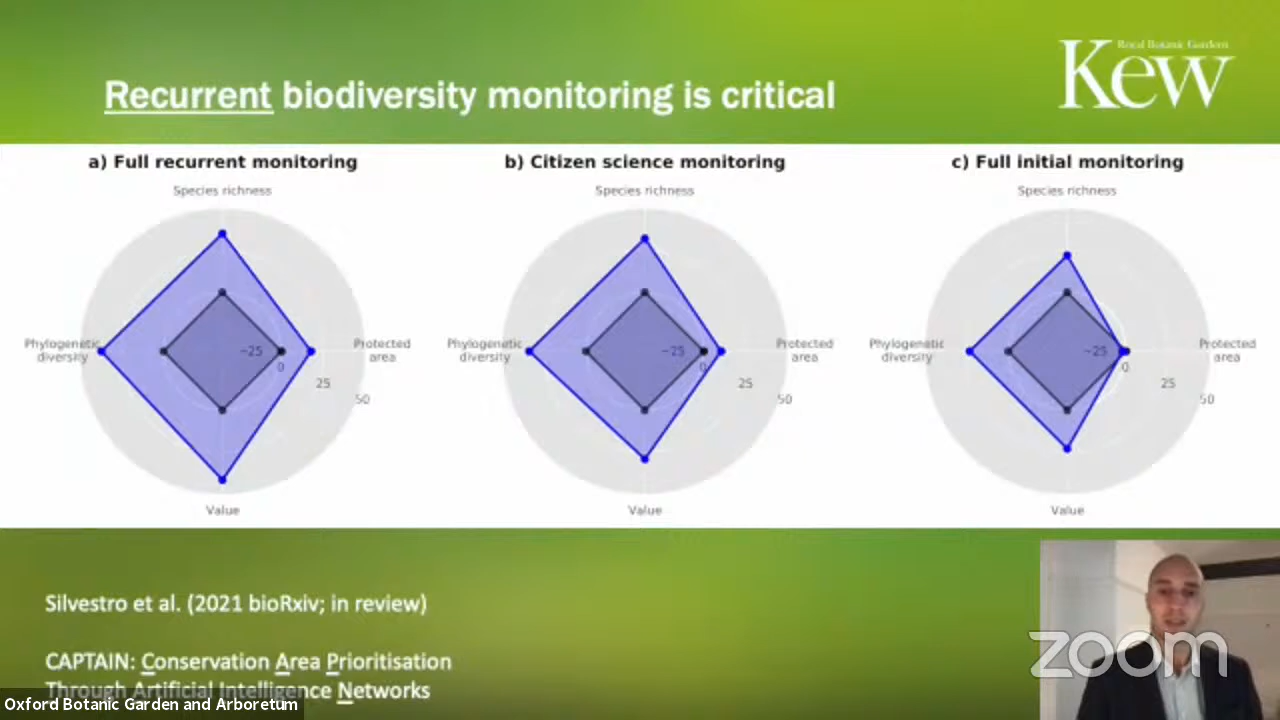 Royal Botanic Gardens
Kew
Recurrent biodiversity monitoring is critical
a) Full recurrent monitoring
Species richness
Phylogenetic
diversity
Protected
area
−25
0
25
50
Value
b) Citizen science monitoring
Species richness
Phylogenetic
diversity
Protected
area
−25
0
25
50
Value
c) Full initial monitoring
Species richness
Phylogenetic
diversity
Protected
area
−25
0
25
50
Value
Silvestro et al. (2021 bioRxiv; in review)
CAPTAIN: Conservation Area Prioritisation
Through Artificial Intelligence Networks
Oxford Botanic Garden and Arboretum
zoom